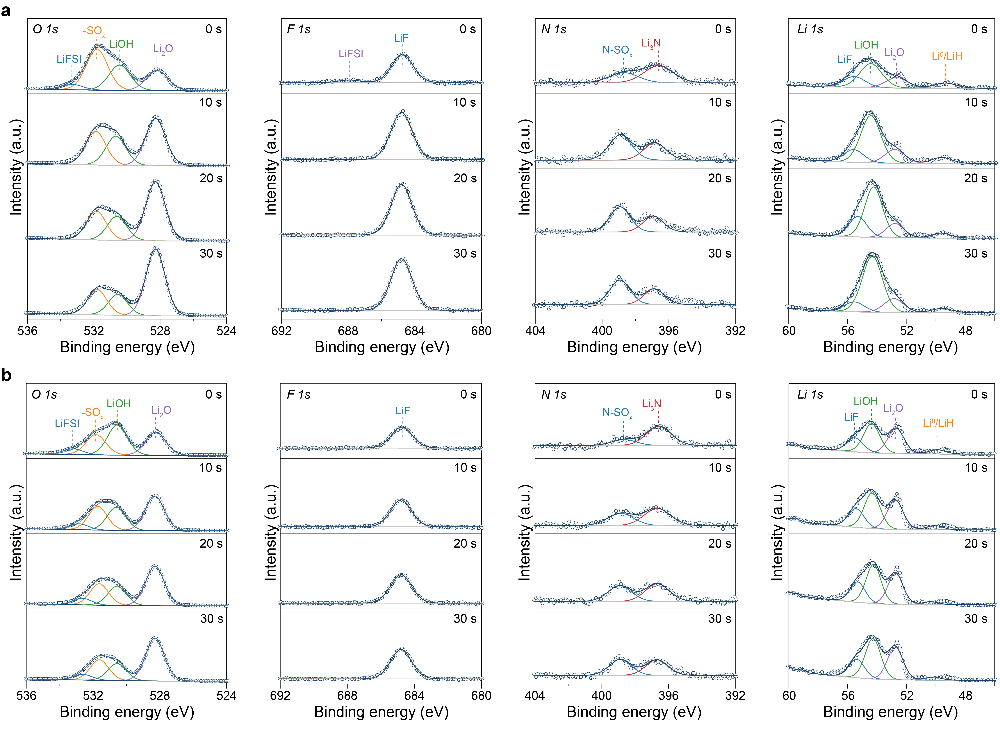 a
O 1s
0 s
-SOₓ
LiOH
Li₂O
LiFSI
10 s
20 s
30 s
Intensity (a.u.)
536 532 528 524
Binding energy (eV)
F 1s
0 s
LiF
LiFSI
10 s
20 s
30 s
Intensity (a.u.)
692 688 684 680
Binding energy (eV)
N 1s
0 s
Li₃N
N-SOₓ
10 s
20 s
30 s
Intensity (a.u.)
404 400 396 392
Binding energy (eV)
Li 1s
0 s
LiOH
Li₂O
LiF
Li⁰/LiH
10 s
20 s
30 s
Intensity (a.u.)
60 56 52 48
Binding energy (eV)
b
O 1s
0 s
LiOH
-SOₓ
Li₂O
LiFSI
10 s
20 s
30 s
Intensity (a.u.)
536 532 528 524
Binding energy (eV)
F 1s
0 s
LiF
10 s
20 s
30 s
Intensity (a.u.)
692 688 684 680
Binding energy (eV)
N 1s
0 s
Li₃N
N-SOₓ
10 s
20 s
30 s
Intensity (a.u.)
404 400 396 392
Binding energy (eV)
Li 1s
0 s
LiOH
Li₂O
LiF
Li⁰/LiH
10 s
20 s
30 s
Intensity (a.u.)
60 56 52 48
Binding energy (eV)